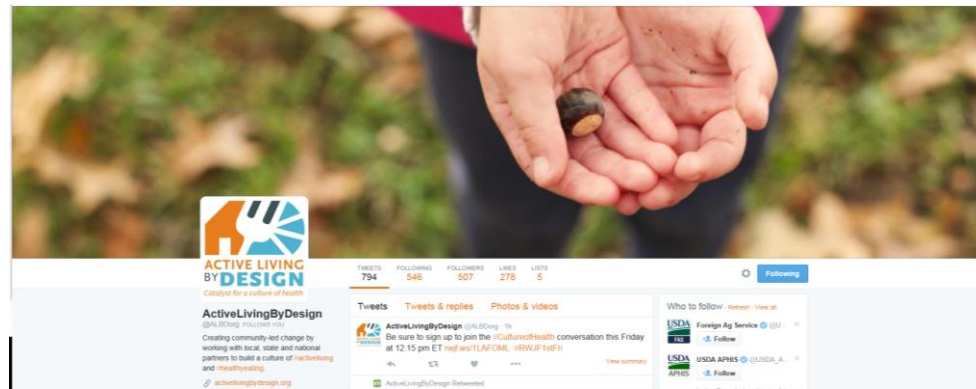 ACTIVE LIVING
BY DESIGN
Catalyst for a culture of health
ActiveLivingByDesign
@ALBDorg FOLLOWS YOU
Creating community-led change by
working with local, state and national
partners to build a culture of #activeliving
and #healthyeating.
activelivingbydesign.org
TWEETS FOLLOWING FOLLOWERS LIKES LISTS
794 546 507 278 5
Following
Tweets Tweets & replies Photos & videos
ActiveLivingByDesign @ALBDorg · 1h
Be sure to sign up to join the #CultureofHealth conversation this Friday
at 12:15 pm ET #RWJF1stFri
View summary
ActiveLivingByDesign Retweeted
Who to follow · Refresh · View all
USDA Foreign Ag Service @U...
FAS Follow
USDA USDA APHIS @USDA_A...
APHIS Follow